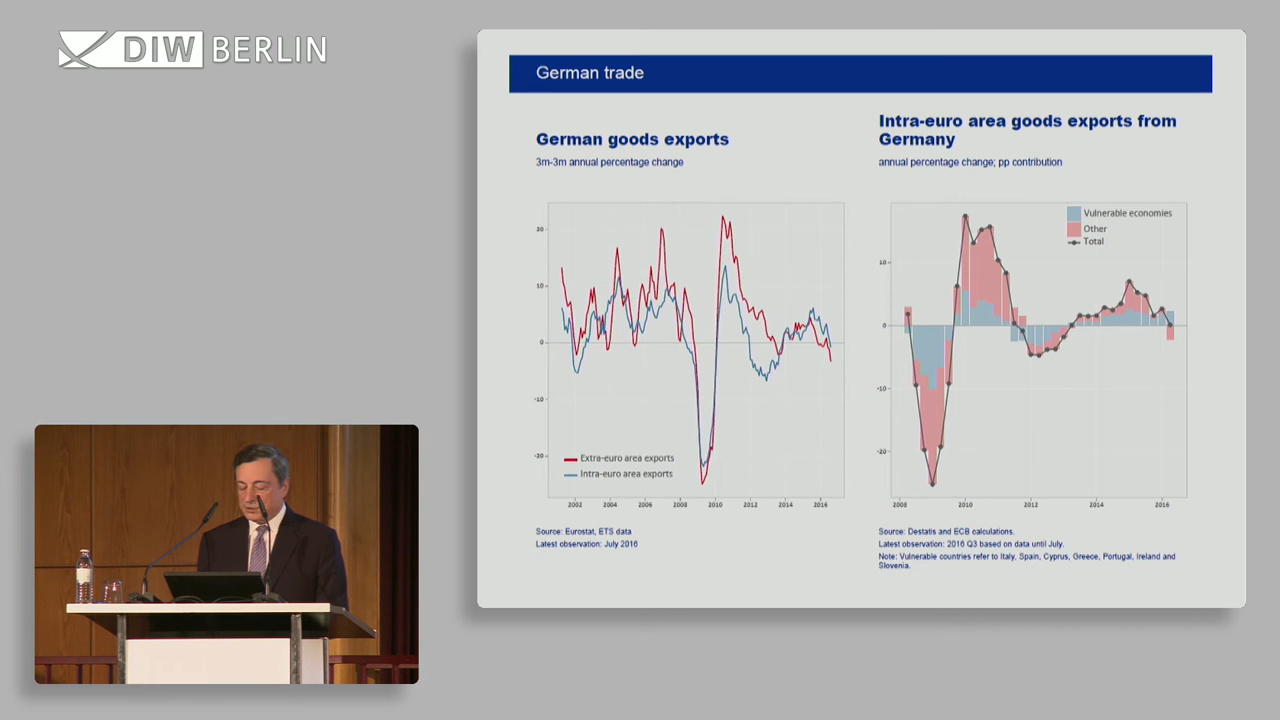 DIW BERLIN
German trade
German goods exports
3m-3m annual percentage change
20
10
0
-10
-20
Extra-euro area exports
Intra-euro area exports
2002 2004 2006 2008 2010 2012 2014 2016
Source: Eurostat, ETS data
Latest observation: July 2016
Intra-euro area goods exports from
Germany
annual percentage change; pp contribution
Vulnerable economies
Other
Total
10
0
-10
-20
2008 2010 2012 2014 2016
Source: Destatis and ECB calculations.
Latest observation: 2016 Q3 based on data until July.
Note: Vulnerable countries refer to Italy, Spain, Cyprus, Greece, Portugal, Ireland and
Slovenia.